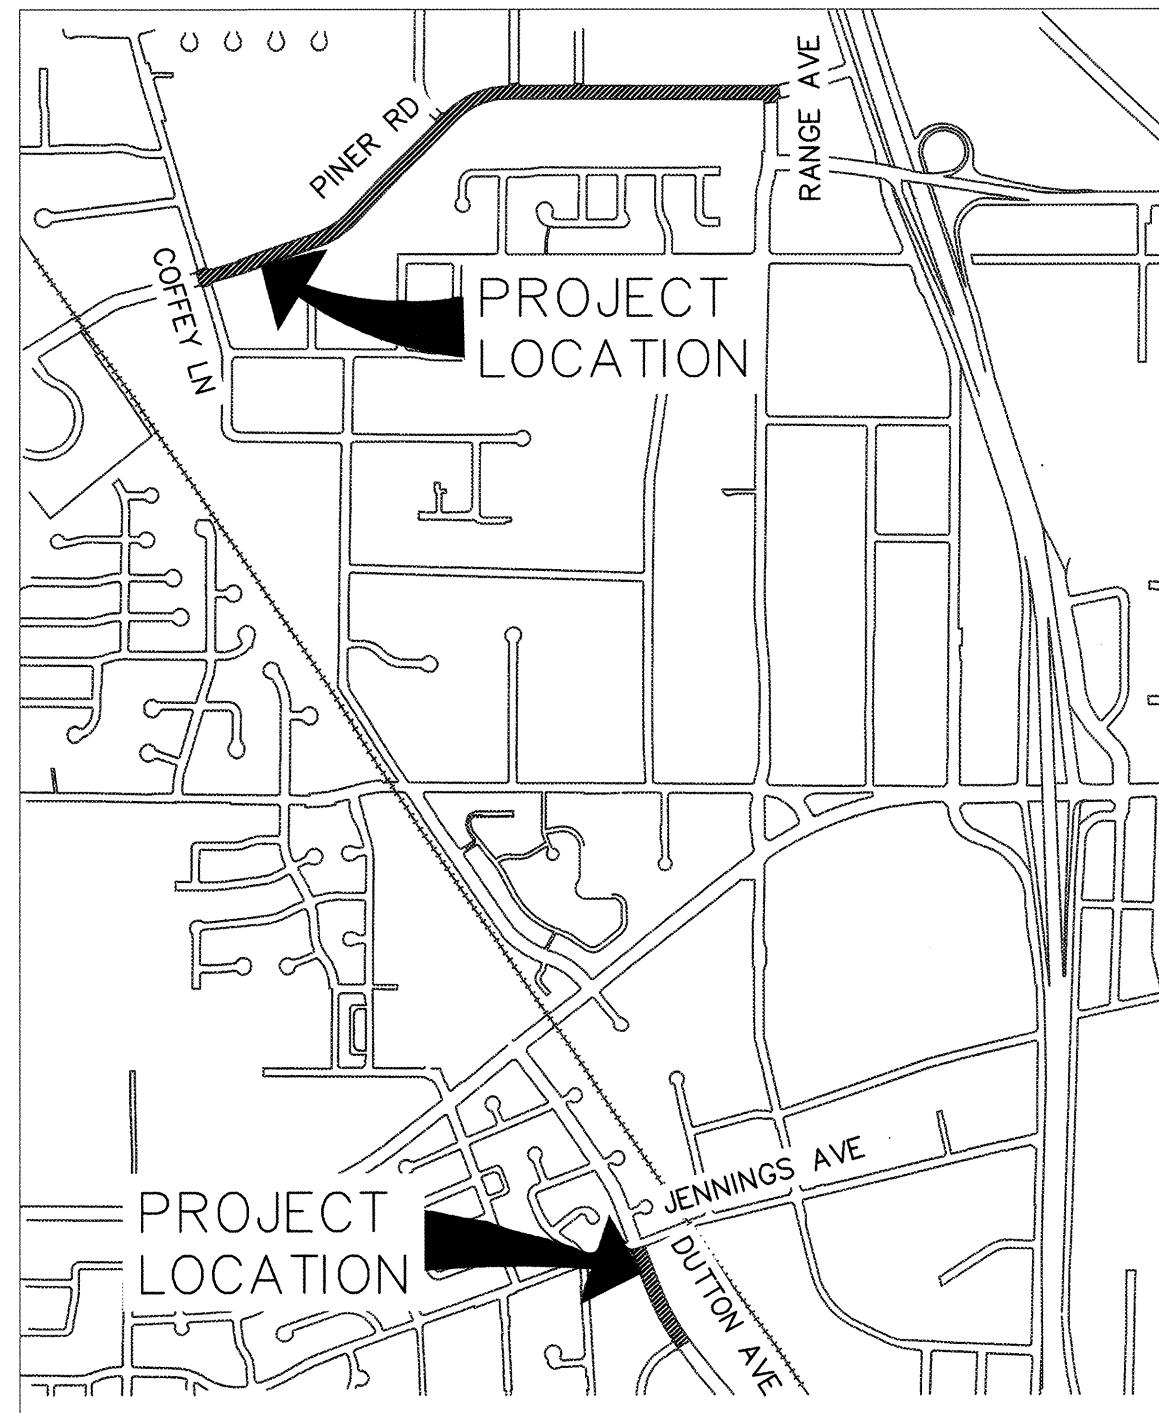 RANGE AVE
PINER RD
COFFEY LN
PROJECT
LOCATION
JENNINGS AVE
PROJECT
LOCATION
DUTTON AVE